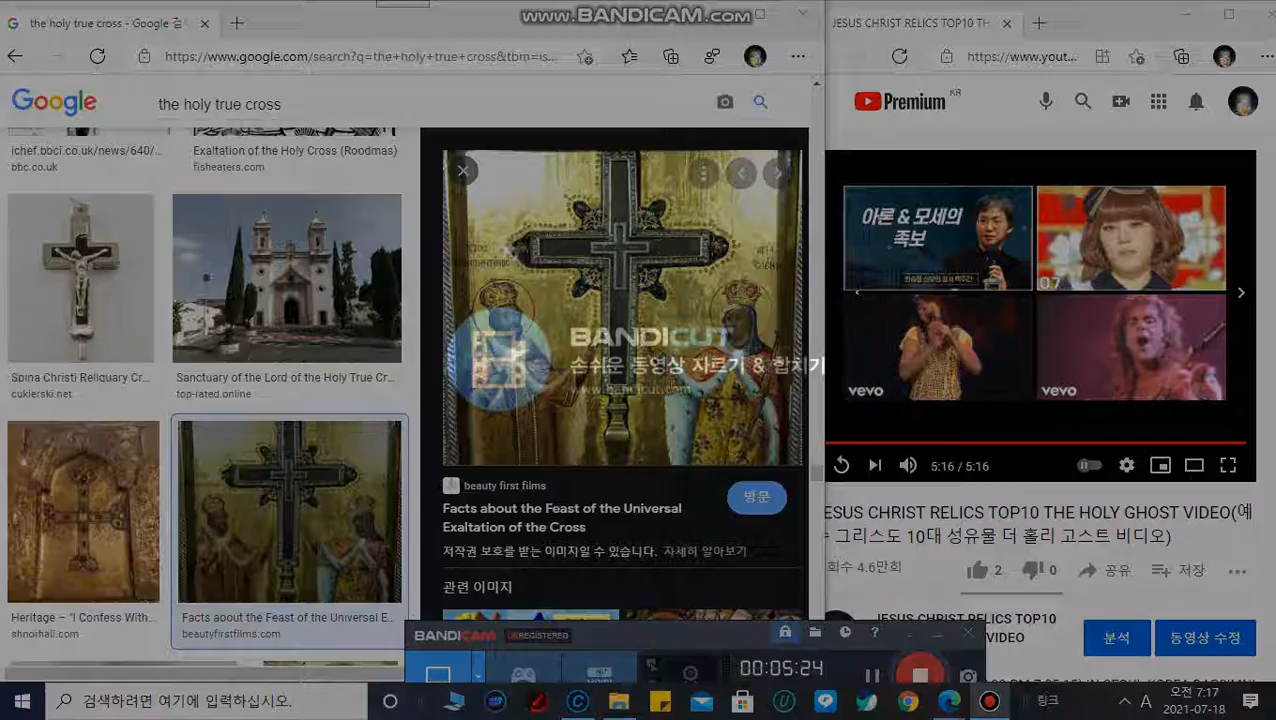 www.BANDICAM.com
the holy true cross - Google 검
https://www.google.com/search?q=the+holy+true+cross&tbm=is...
Google
the holy true cross
ichef.bbci.co.uk/news/640/...
bbc.co.uk
Exaltation of the Holy Cross (Roodmas)
fisheaters.com
Spina Christi Reliquary Cr...
cukierski.net
Sanctuary of the Lord of the Holy True Cr...
top-rated.online
Heritage – "I Confess With...
Facts about the Feast of the Universal E...
beautyfirstfilms.com
BANDICUT
손쉬운 동영상 자르기 & 합치기
www.bandicut.com
beauty first films
Facts about the Feast of the Universal
Exaltation of the Cross
방문
저작권 보호를 받는 이미지일 수 있습니다. 자세히 알아보기
관련 이미지
JESUS CHRIST RELICS TOP10 TH
https://www.yout...
Premium KR
아론 & 모세의
족보
07
vevo
vevo
5:16 / 5:16
JESUS CHRIST RELICS TOP10 THE HOLY GHOST VIDEO(예
수 그리스도 10대 성유물 더 홀리 고스트 비디오)
회수 4.6만회
2
0
공유
저장
JESUS CHRIST RELICS TOP10
VIDEO
분석
동영상 수정
BANDICAM UNREGISTERED
00:05:24
검색하려면 여기에 입력하십시오.
링크
A
오전 7:17
2021-07-18